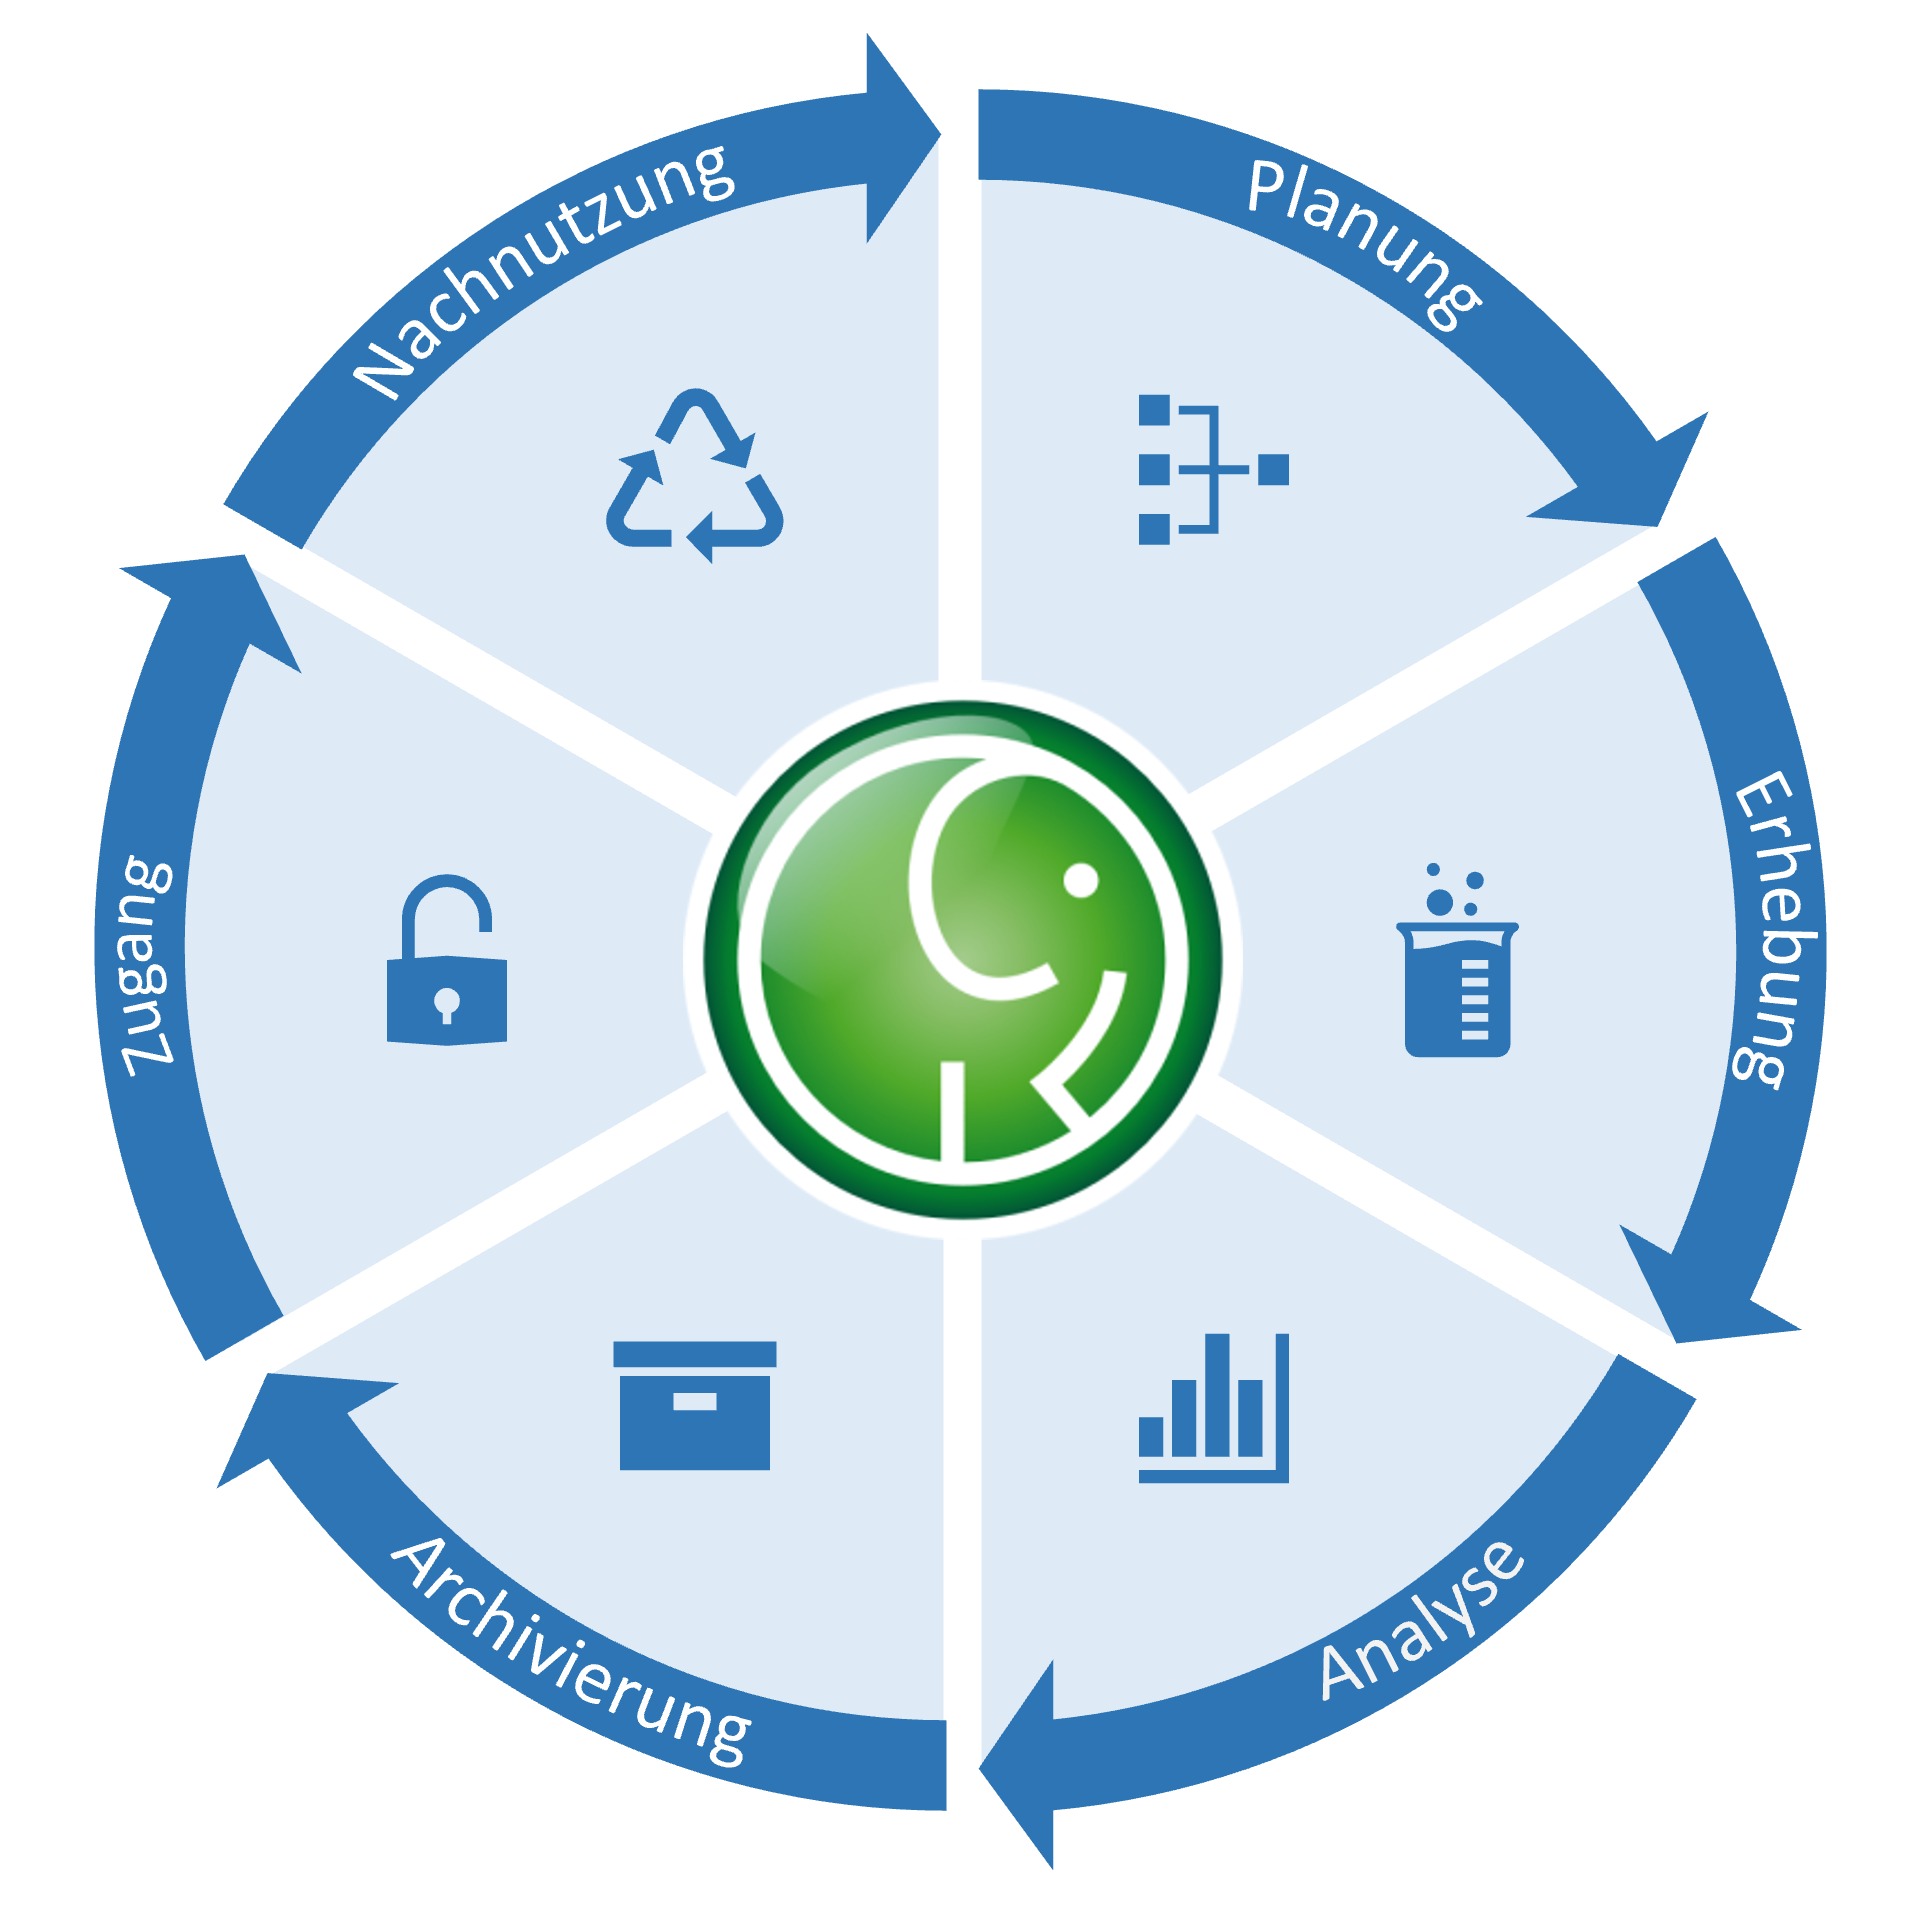 Planung
Erhebung
Analyse
Archivierung
Zugang
Nachnutzung